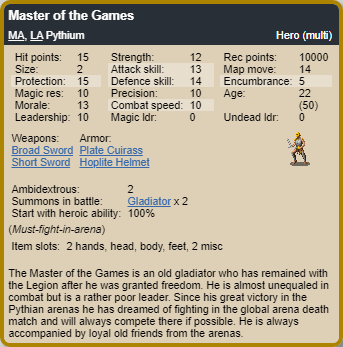 Master of the Games
MA, LA Pythium Hero (multi)
Hit points: 15 Strength: 12 Rec points: 10000
Size: 2 Attack skill: 13 Map move: 14
Protection: 15 Defence skill: 14 Encumbrance: 5
Magic res: 10 Precision: 10 Age: 22
Morale: 13 Combat speed: 10 (50)
Leadership: 10 Magic ldr: 0 Undead ldr: 0
Weapons: Armor:
Broad Sword Plate Cuirass
Short Sword Hoplite Helmet
Ambidextrous: 2
Summons in battle: Gladiator x 2
Start with heroic ability: 100%
(Must-fight-in-arena)
Item slots: 2 hands, head, body, feet, 2 misc
The Master of the Games is an old gladiator who has remained with
the Legion after he was granted freedom. He is almost unequaled in
combat but is a rather poor leader. Since his great victory in the
Pythian arenas he has dreamed of fighting in the global arena death
match and will always compete there if possible. He is always
accompanied by loyal old friends from the arenas.